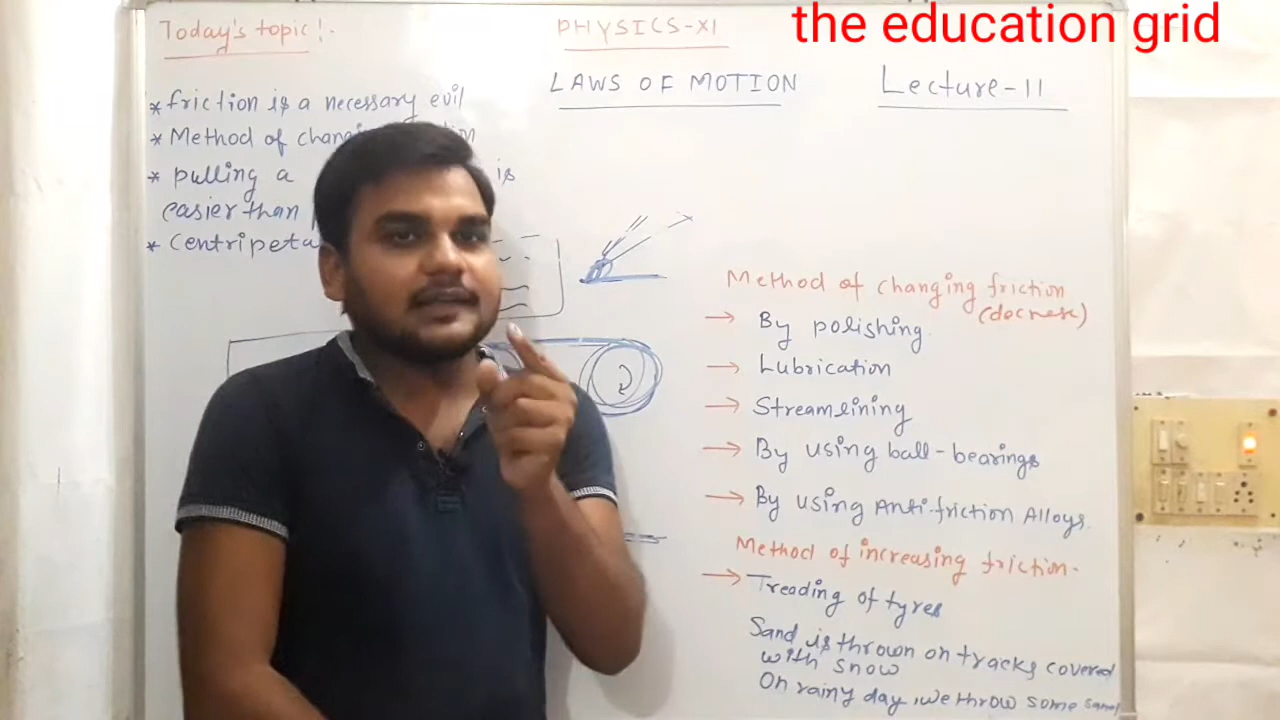 the education grid
Today's topic !-
PHYSICS-XI
LAWS OF MOTION
Lecture-11
* friction is a necessary evil
* Method of
* pulling a is
easier than
*
Method of changing friction
(decrese)
→ By polishing.
→ Lubrication
→ Streamlining
→ By using ball-bearings
→ By using Anti-friction Alloys.
Method of increasing friction.
→ Treading of tyres
Sand is thrown on tracks covered
with snow
On rainy day, we throw some sand